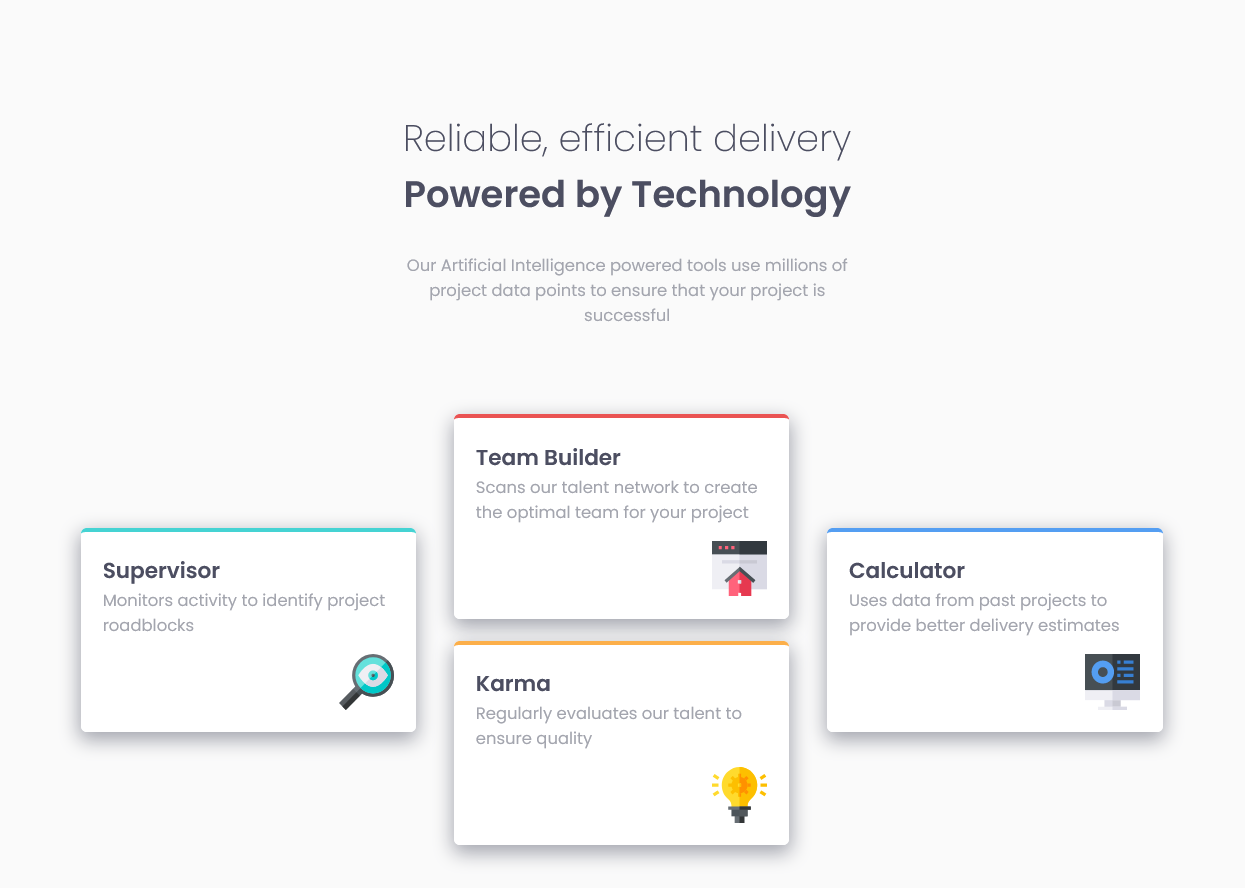 Reliable, efficient delivery
Powered by Technology
Our Artificial Intelligence powered tools use millions of
project data points to ensure that your project is
successful
Supervisor
Monitors activity to identify project
roadblocks
Team Builder
Scans our talent network to create
the optimal team for your project
Karma
Regularly evaluates our talent to
ensure quality
Calculator
Uses data from past projects to
provide better delivery estimates